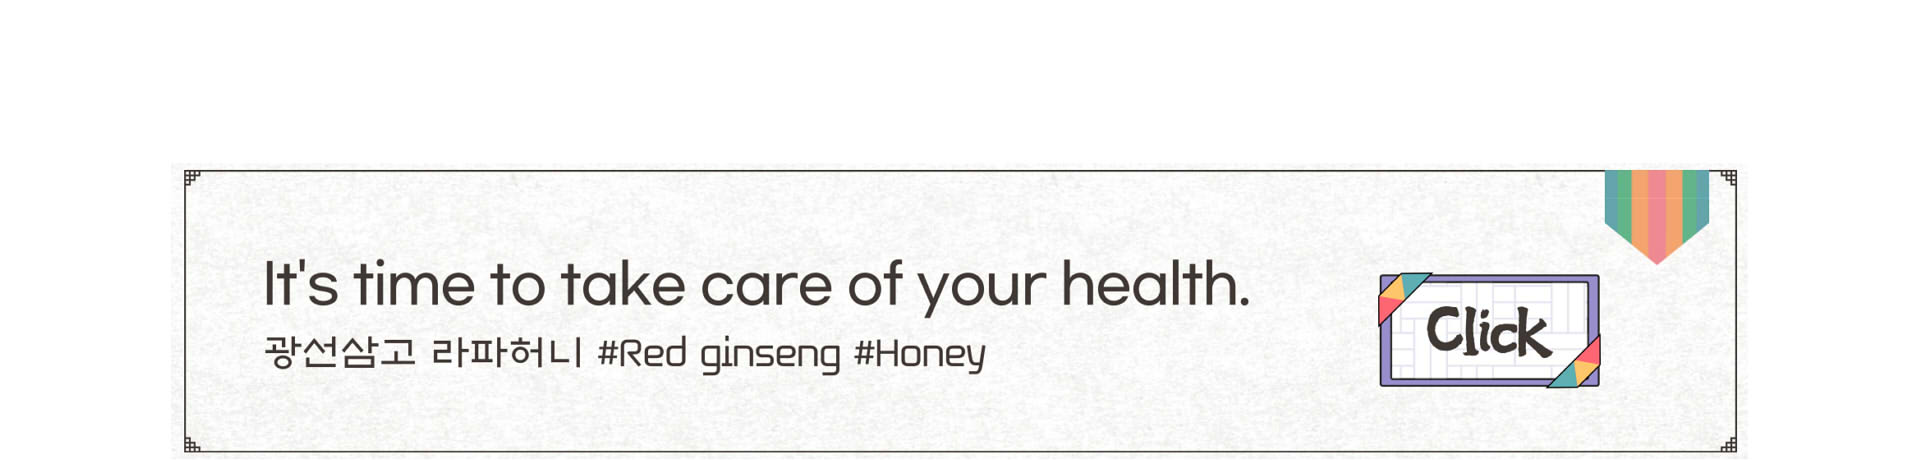 It's time to take care of your health.
광선삼고 라파허니 #Red ginseng #Honey
Click